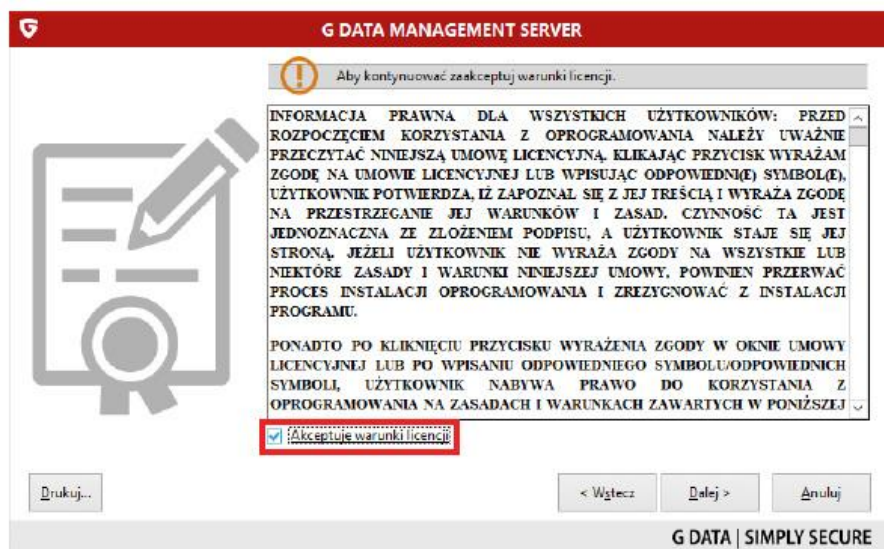 G DATA MANAGEMENT SERVER
Aby kontynuować zaakceptuj warunki licencji.
INFORMACJA PRAWNA DLA WSZYSTKICH UŻYTKOWNIKÓW: PRZED
ROZPOCZĘCIEM KORZYSTANIA Z OPROGRAMOWANIA NALEŻY UWAŻNIE
PRZECZYTAĆ NINIEJSZĄ UMOWĘ LICENCYJNĄ. KLIKAJĄC PRZYCISK WYRAŻAM
ZGODĘ NA UMOWIE LICENCYJNEJ LUB WPISUJĄC ODPOWIEDNI(E) SYMBOL(E),
UŻYTKOWNIK POTWIERDZA, IŻ ZAPOZNAL SIĘ Z JEJ TREŚCIĄ I WYRAŻA ZGODĘ
NA PRZESTRZEGANIE JEJ WARUNKÓW I ZASAD. CZYNNOŚĆ TA JEST
JEDNOZNACZNA ZE ZLOŻENIEM PODPISU, A UŻYTKOWNIK STAJE SIĘ JEJ
STRONĄ. JEŻELI UŻYTKOWNIK NIE WYRAŻA ZGODY NA WSZYSTKIE LUB
NIEKTÓRE ZASADY I WARUNKI NINIEJSZEJ UMOWY, POWINIEN PRZERWAĆ
PROCES INSTALACJI OPROGRAMOWANIA I ZREZYGNOWAĆ Z INSTALACJI
PROGRAMU.
PONADTO PO KLIKNIĘCIU PRZYCISKU WYRAŻENIA ZGODY W OKNIE UMOWY
LICENCYJNEJ LUB PO WPISANIU ODPOWIEDNIEGO SYMBOLU/ODPOWIEDNICH
SYMBOLI, UŻYTKOWNIK NABYWA PRAWO DO KORZYSTANIA Z
OPROGRAMOWANIA NA ZASADACH I WARUNKACH ZAWARTYCH W PONIŻSZEJ
Akceptuję warunki licencji
Drukuj...
< Wstecz
Dalej >
Anuluj
G DATA | SIMPLY SECURE